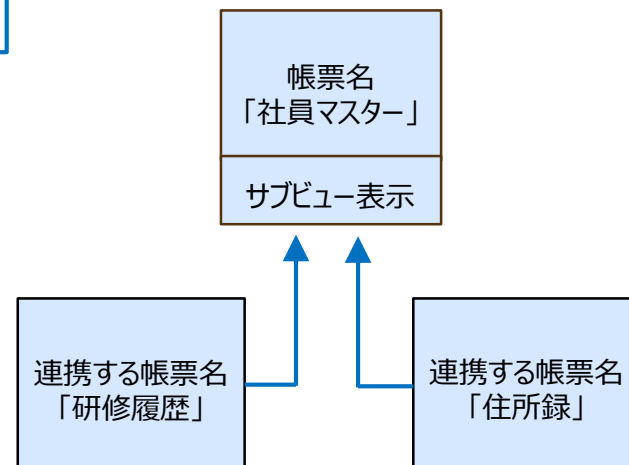 帳票名
「社員マスター」
サブビュー表示
連携する帳票名
「研修履歴」
連携する帳票名
「住所録」